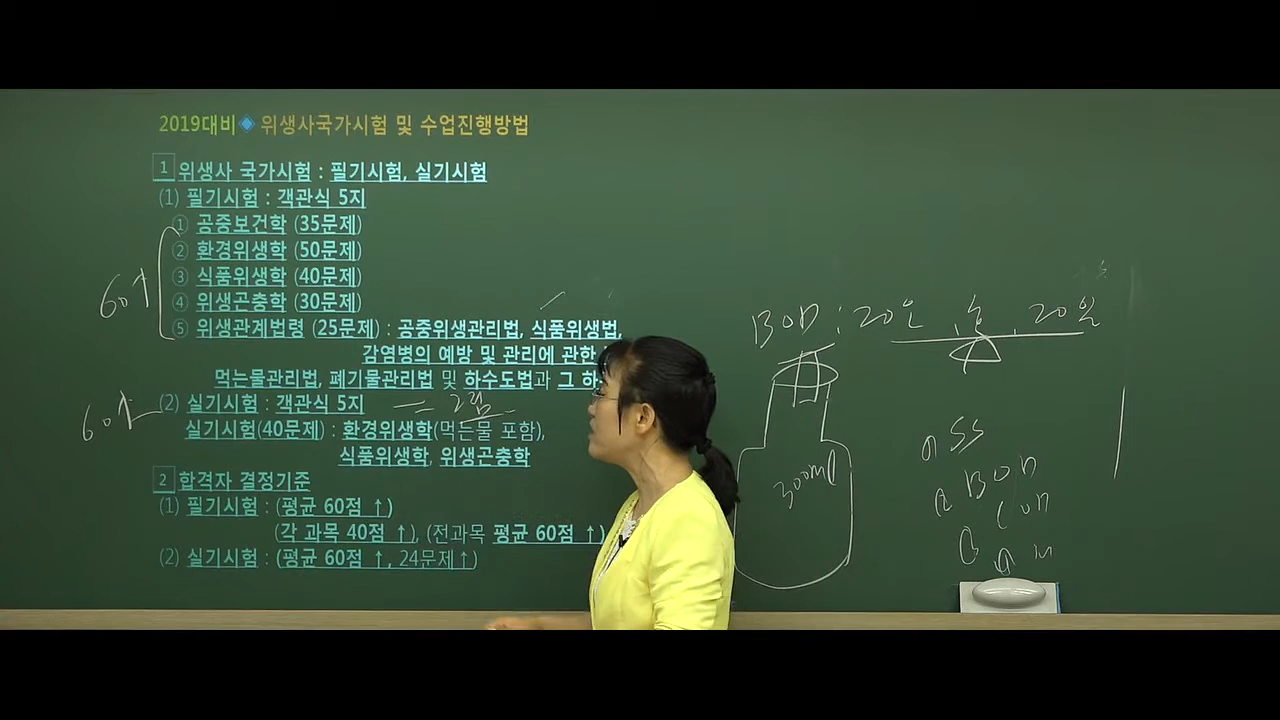 2019대비◆ 위생사국가시험 및 수업진행방법
1 위생사 국가시험 : 필기시험, 실기시험
(1) 필기시험 : 객관식 5지
① 공중보건학 (35문제)
② 환경위생학 (50문제)
③ 식품위생학 (40문제)
④ 위생곤충학 (30문제)
⑤ 위생관계법령 (25문제) : 공중위생관리법, 식품위생법,
감염병의 예방 및 관리에 관한
먹는물관리법, 폐기물관리법 및 하수도법과 그 하
(2) 실기시험 : 객관식 5지
실기시험(40문제) : 환경위생학(먹는물 포함),
식품위생학, 위생곤충학
2 합격자 결정기준
(1) 필기시험 : (평균 60점 ↑)
(각 과목 40점 ↑), (전과목 평균 60점 ↑)
(2) 실기시험 : (평균 60점 ↑, 24문제↑)
60↑
60↑
BOD : 20
20일
300ml
SS
BOD